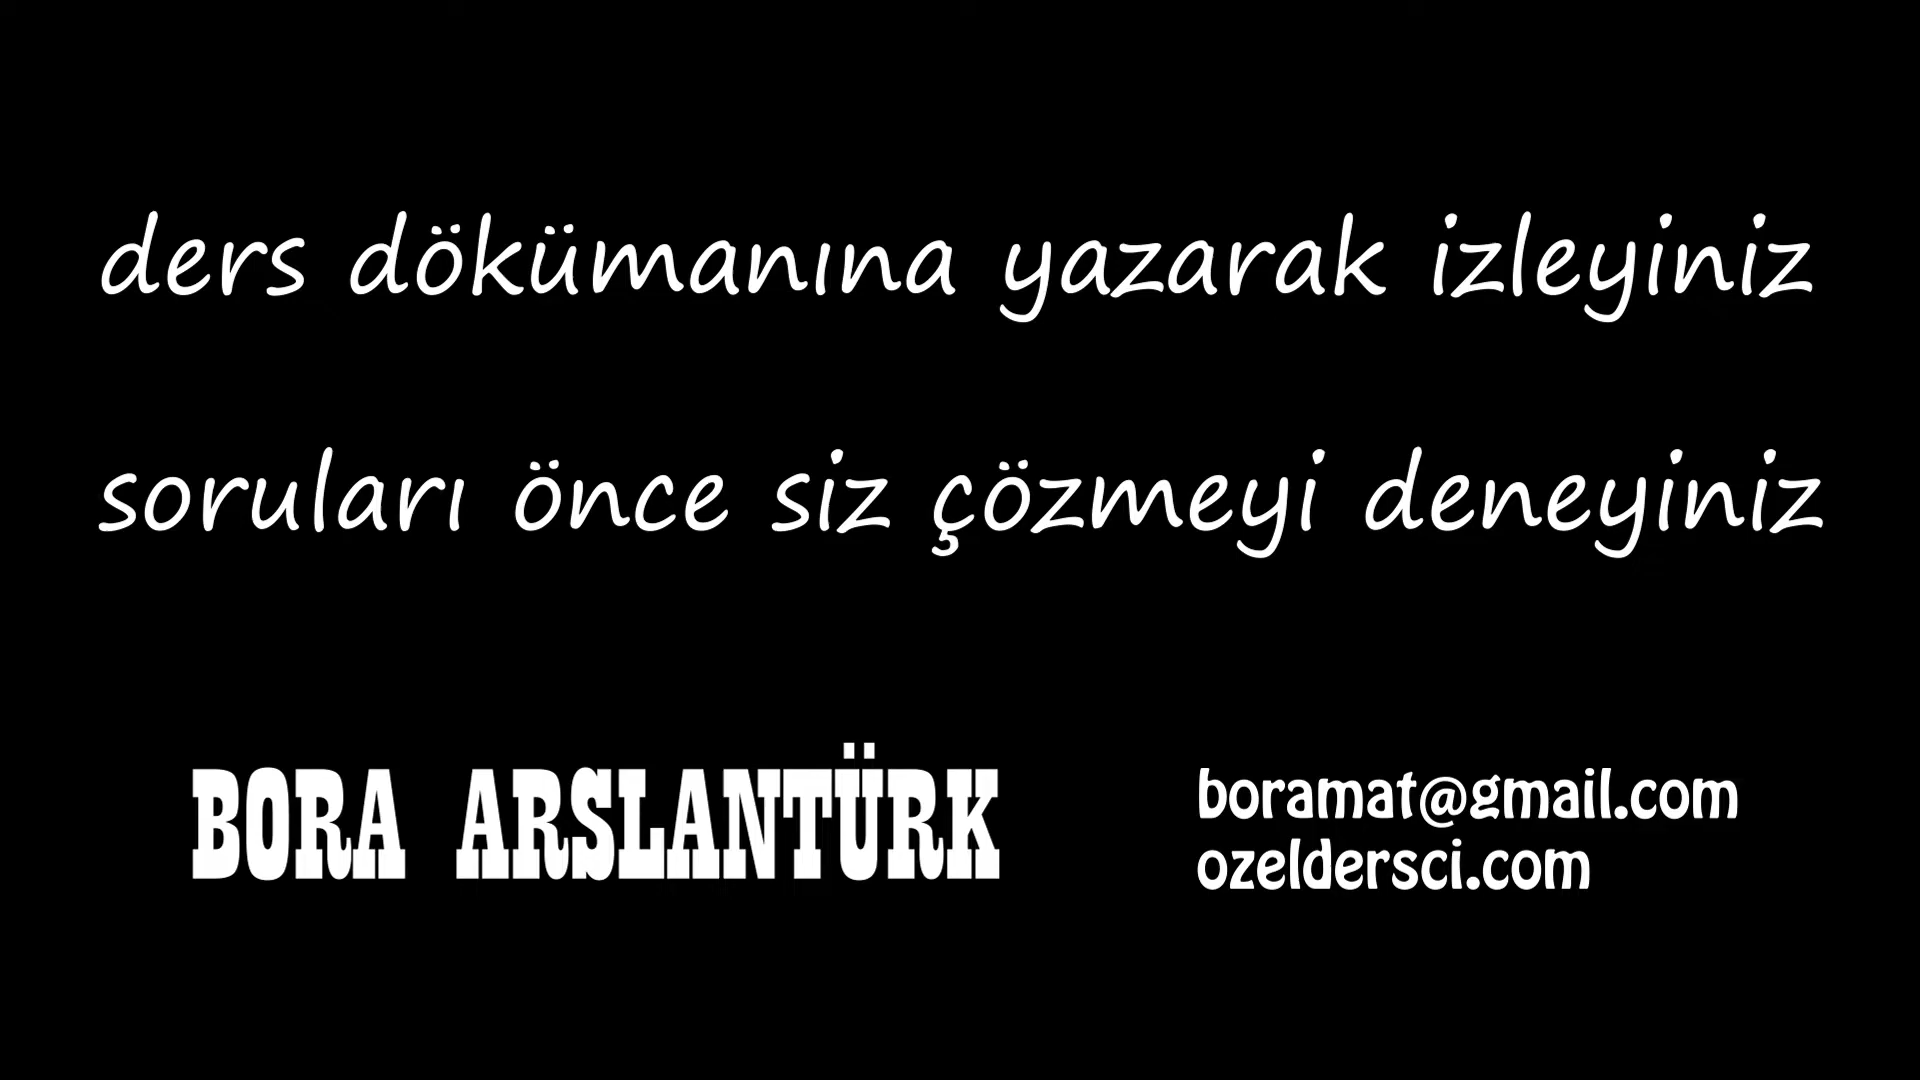 ders dökümanına yazarak izleyiniz
soruları önce siz çözmeyi deneyiniz
BORA ARSLANTÜRK
boramat@gmail.com
ozeldersci.com